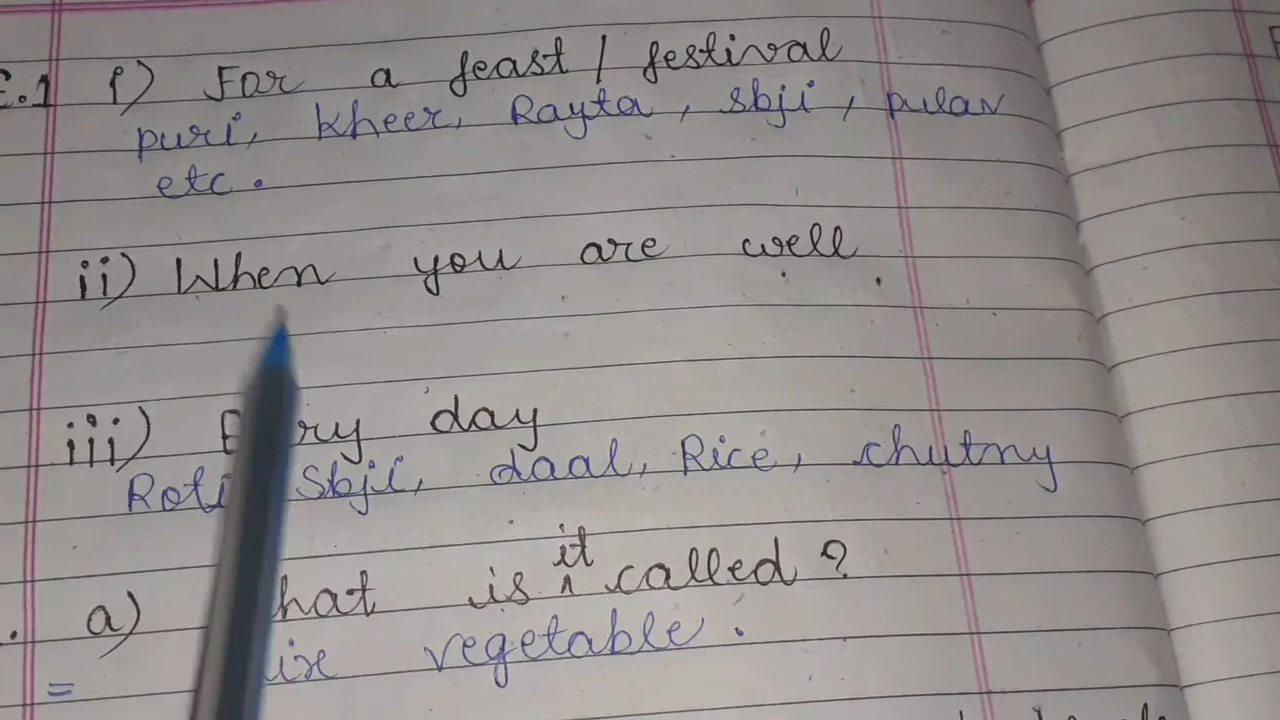 i) For a feast / festival
puri, kheer, Rayta, sbji, pulav
etc.
ii) When you are well.
iii) day
sbji, daal, Rice, chutny
a) is it called?
vegetable.
=